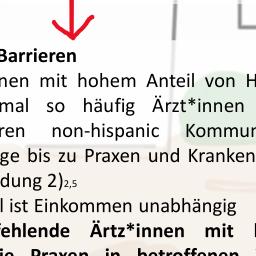 Barrieren
nen mit hohem Anteil von H
mal so häufig Ärzt*innen
ren non-hispanic Kommun
ge bis zu Praxen und Kranken
dung 2)2,5
l ist Einkommen unabhängig
fehlende Ärtz*innen mit
ie Praxen in betroffenen